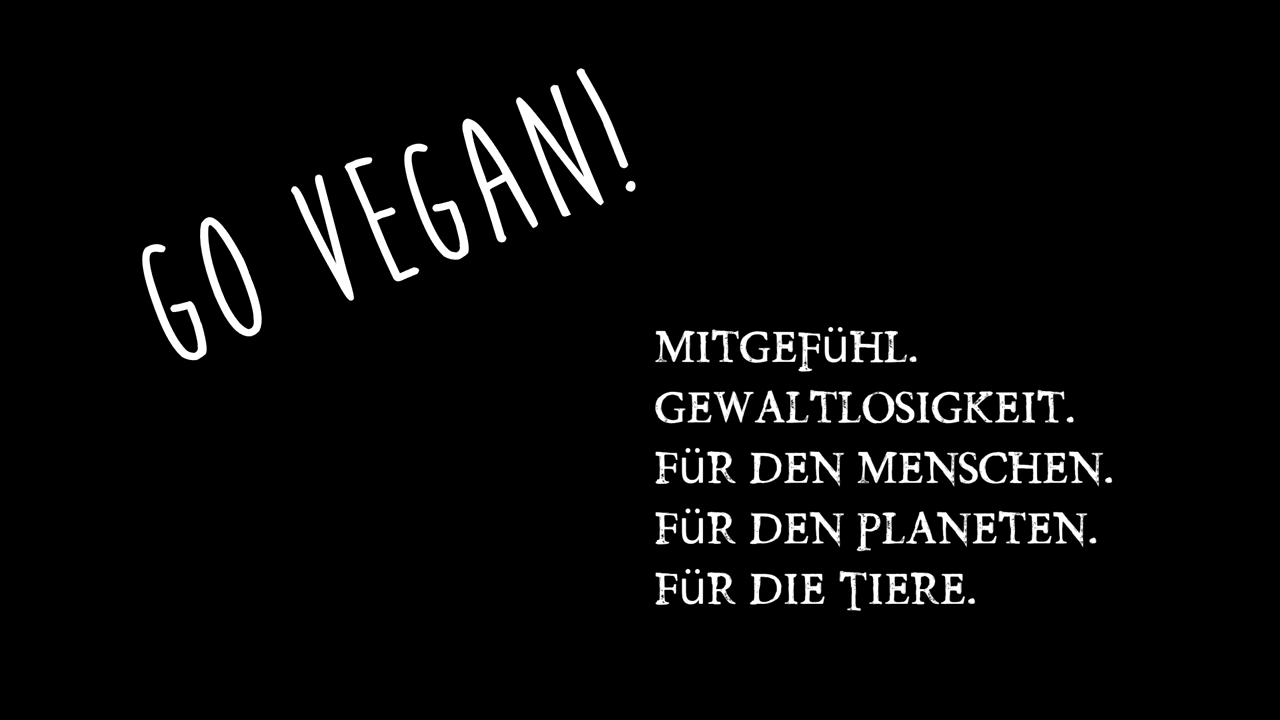 GO VEGAN!
MITGEFÜHL.
GEWALTLOSIGKEIT.
FÜR DEN MENSCHEN.
FÜR DEN PLANETEN.
FÜR DIE TIERE.